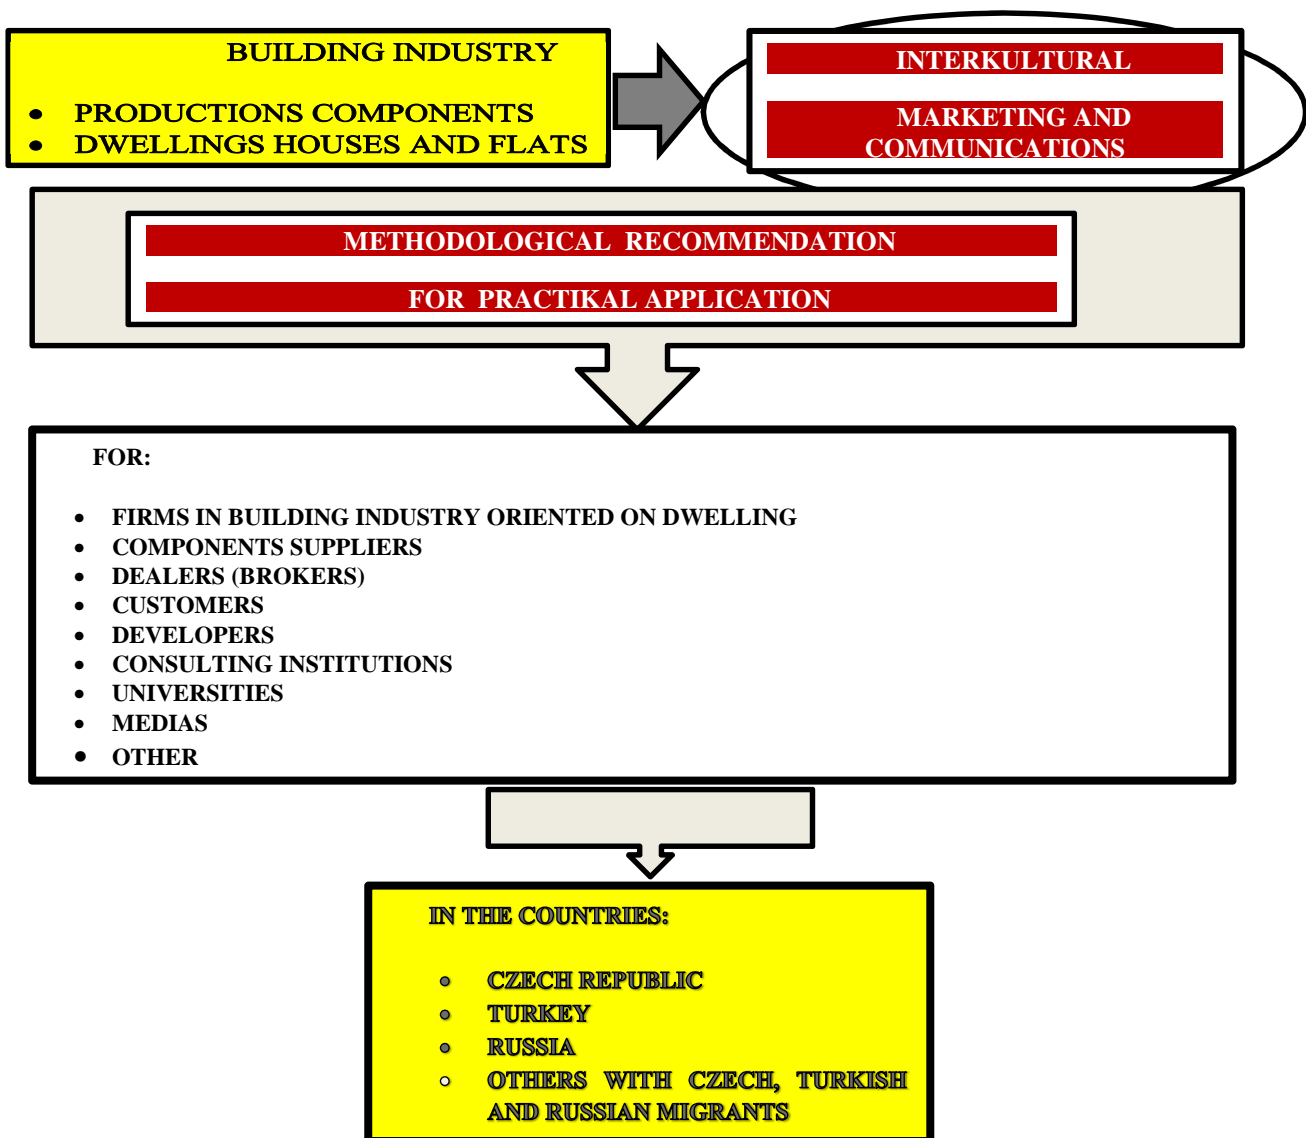 BUILDING INDUSTRY
• PRODUCTIONS COMPONENTS
• DWELLINGS HOUSES AND FLATS
INTERKULTURAL
MARKETING AND
COMMUNICATIONS
METHODOLOGICAL RECOMMENDATION
FOR PRACTIKAL APPLICATION
FOR:
• FIRMS IN BUILDING INDUSTRY ORIENTED ON DWELLING
• COMPONENTS SUPPLIERS
• DEALERS (BROKERS)
• CUSTOMERS
• DEVELOPERS
• CONSULTING INSTITUTIONS
• UNIVERSITIES
• MEDIAS
• OTHER
IN THE COUNTRIES:
• CZECH REPUBLIC
• TURKEY
• RUSSIA
• OTHERS WITH CZECH, TURKISH
AND RUSSIAN MIGRANTS